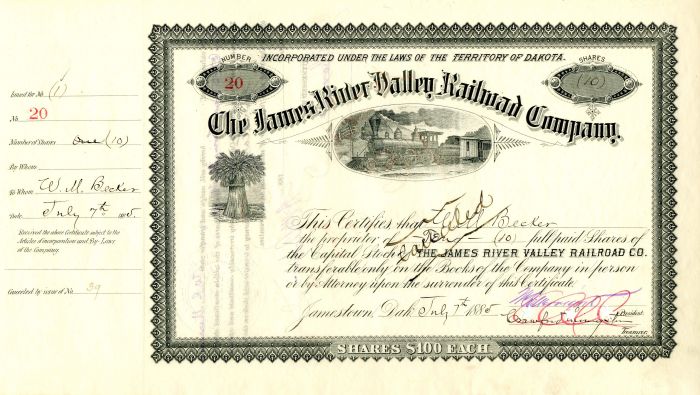 Issued for No. (1)
No. 20
Number of Shares One (10)
By Whom
To Whom W. M. Becker
Date July 7th 1885
Received the above Certificate subject to the
Articles of incorporation and By-Laws
of the Company.
Canceled by issue of No. 39
NUMBER
20
INCORPORATED UNDER THE LAWS OF THE TERRITORY OF DAKOTA
SHARES
(10)
The James River Valley Railroad Company.
This Certifies that W. M. Becker
the proprietor of (10) full paid Shares of
the Capital Stock of THE JAMES RIVER VALLEY RAILROAD CO.
transferable only on the Books of the Company in person
or by Attorney upon the surrender of this Certificate.
Cancelled
Jamestown, Dak. July 7th 1885
President.
Treasurer.
SHARES $100 EACH